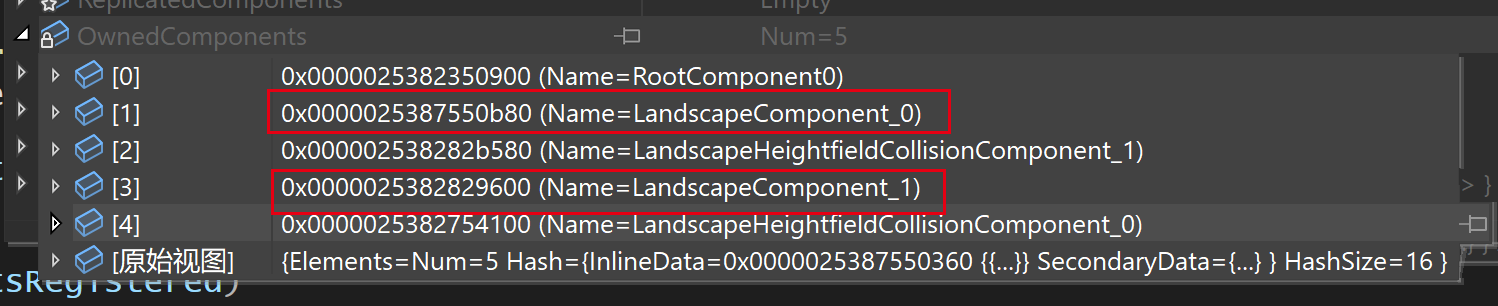 ReplicatedComponents Empty
OwnedComponents Num=5
[0] 0x0000025382350900 (Name=RootComponent0)
[1] 0x0000025387550b80 (Name=LandscapeComponent_0)
[2] 0x000002538282b580 (Name=LandscapeHeightfieldCollisionComponent_1)
[3] 0x0000025382829600 (Name=LandscapeComponent_1)
[4] 0x0000025382754100 (Name=LandscapeHeightfieldCollisionComponent_0)
[原始视图] {Elements=Num=5 Hash={InlineData=0x0000025387550360 {{...}} SecondaryData={...} } HashSize=16 }
tsRegistered)